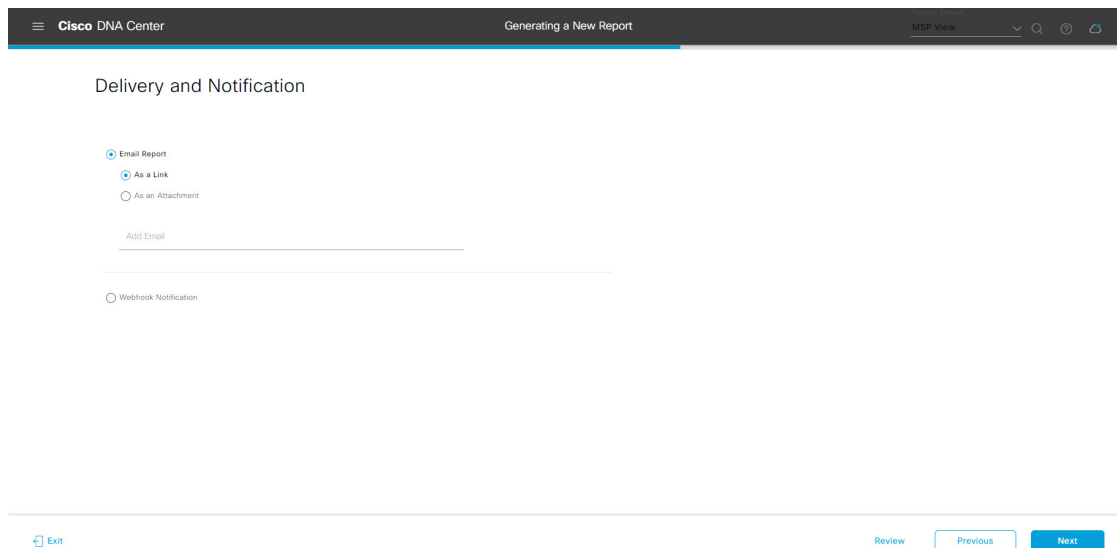 Cisco DNA Center
Generating a New Report
MSP View
Delivery and Notification
Email Report
As a Link
As an Attachment
Add Email
Webhook Notification
Exit
Review
Previous
Next